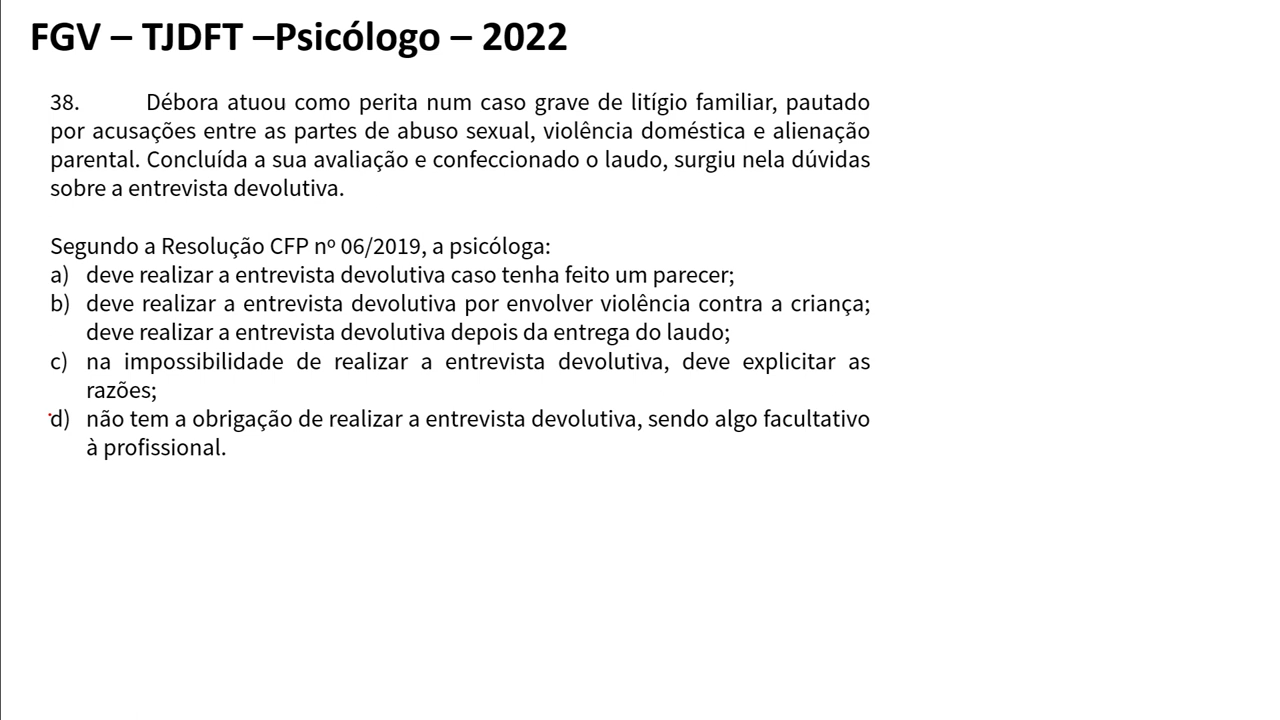 FGV – TJDFT –Psicólogo – 2022
38. Débora atuou como perita num caso grave de litígio familiar, pautado
por acusações entre as partes de abuso sexual, violência doméstica e alienação
parental. Concluída a sua avaliação e confeccionado o laudo, surgiu nela dúvidas
sobre a entrevista devolutiva.
Segundo a Resolução CFP nº 06/2019, a psicóloga:
a) deve realizar a entrevista devolutiva caso tenha feito um parecer;
b) deve realizar a entrevista devolutiva por envolver violência contra a criança;
deve realizar a entrevista devolutiva depois da entrega do laudo;
c) na impossibilidade de realizar a entrevista devolutiva, deve explicitar as
razões;
d) não tem a obrigação de realizar a entrevista devolutiva, sendo algo facultativo
à profissional.